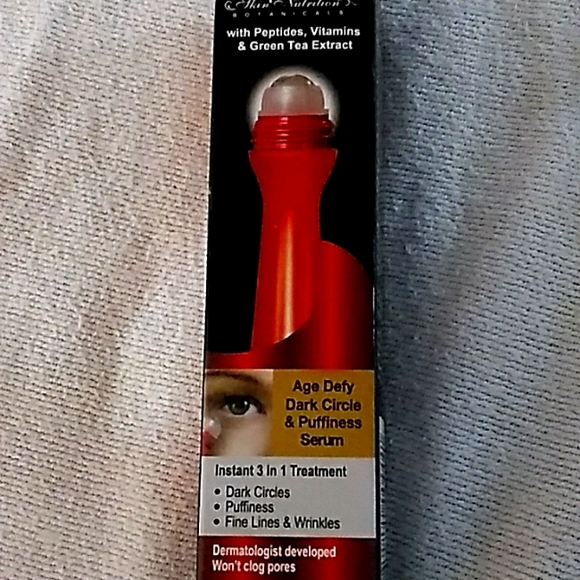 Skin Nutrition
BOTANICALS
with Peptides, Vitamins
& Green Tea Extract
Age Defy
Dark Circle
& Puffiness
Serum
Instant 3 In 1 Treatment
• Dark Circles
• Puffiness
• Fine Lines & Wrinkles
Dermatologist developed
Won't clog pores